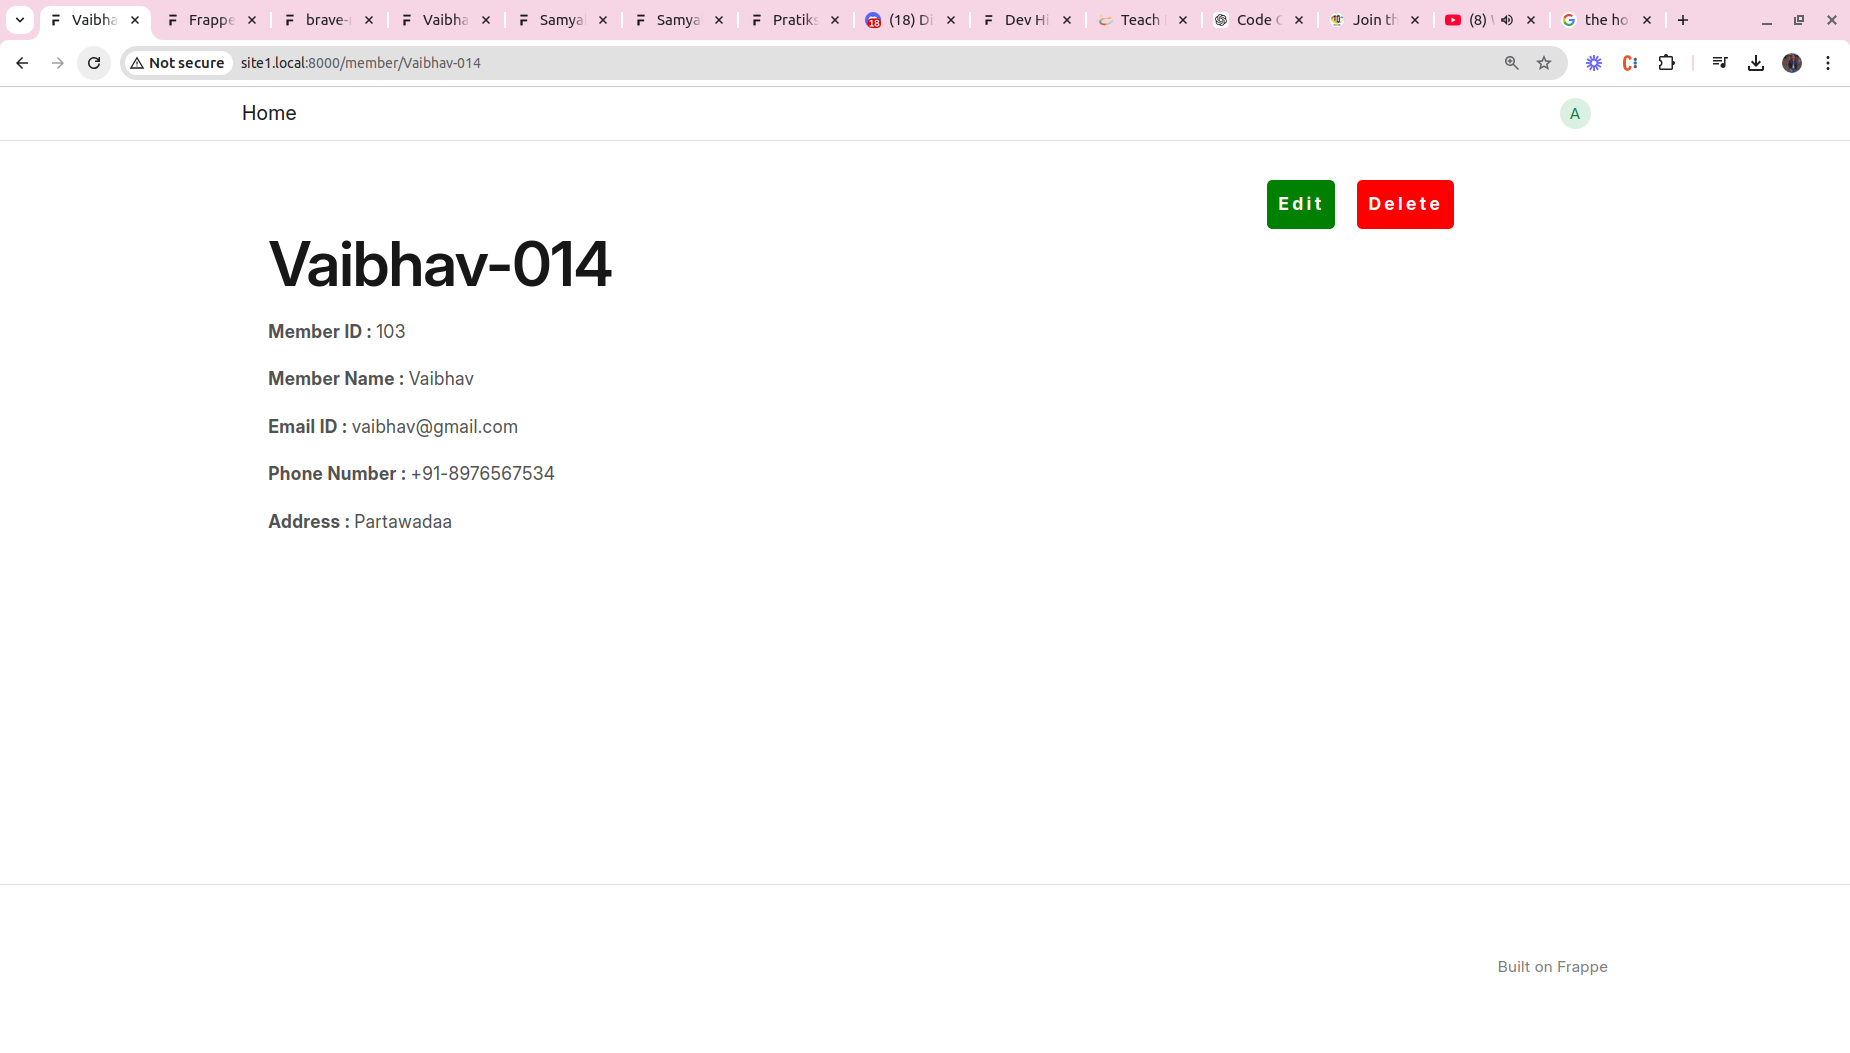 Vaibha Frappe brave- Vaibha Samya Samya Pratiks (18) Di Dev Hi Teach Code C Join th (8) the ho
Not secure site1.local:8000/member/Vaibhav-014
Home A
Edit Delete
Vaibhav-014
Member ID : 103
Member Name : Vaibhav
Email ID : vaibhav@gmail.com
Phone Number : +91-8976567534
Address : Partawadaa
Built on Frappe